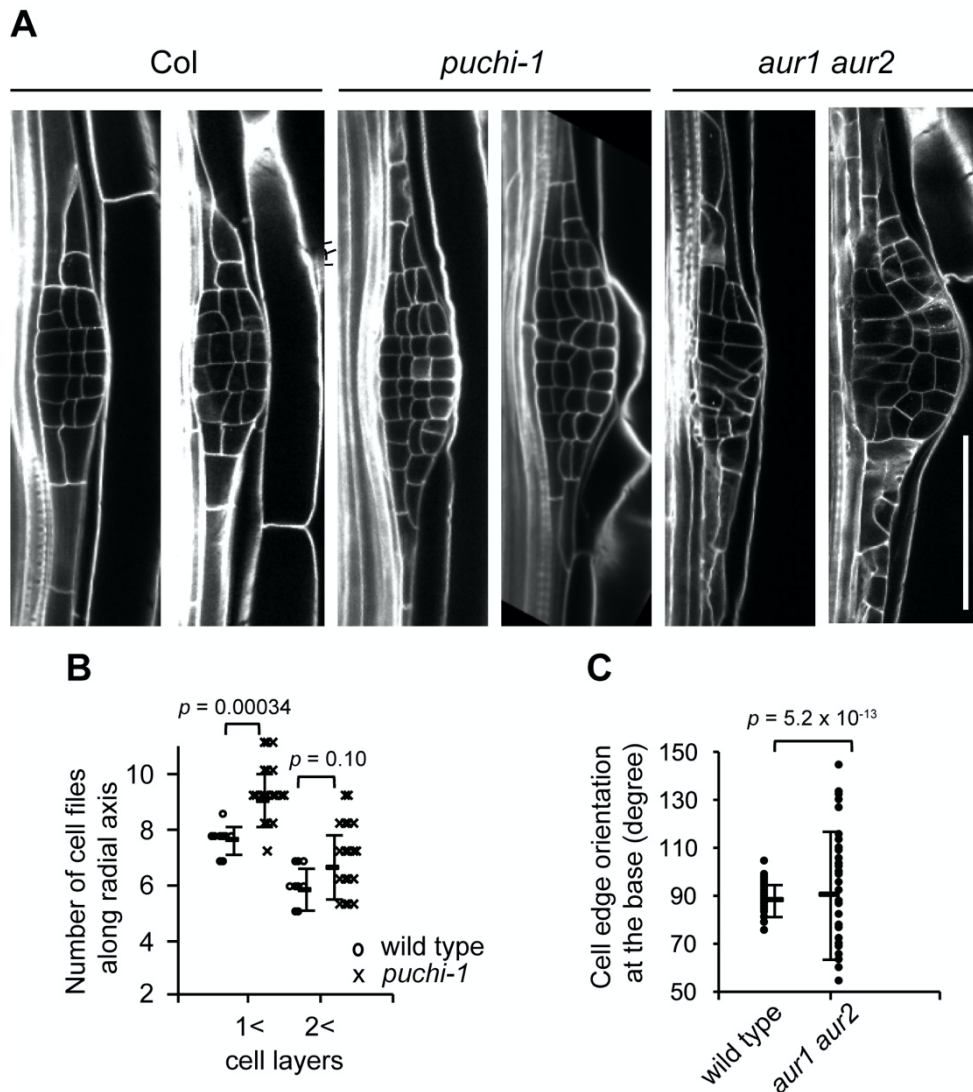 A
Col
puchi-1
aur1 aur2
B
p = 0.00034
p = 0.10
10
8
6
4
2
Number of cell files
along radial axis
o wild type
x puchi-1
1<
2<
cell layers
C
p = 5.2 x 10-13
150
130
110
90
70
50
Cell edge orientation
at the base (degree)
wild type
aur1 aur2